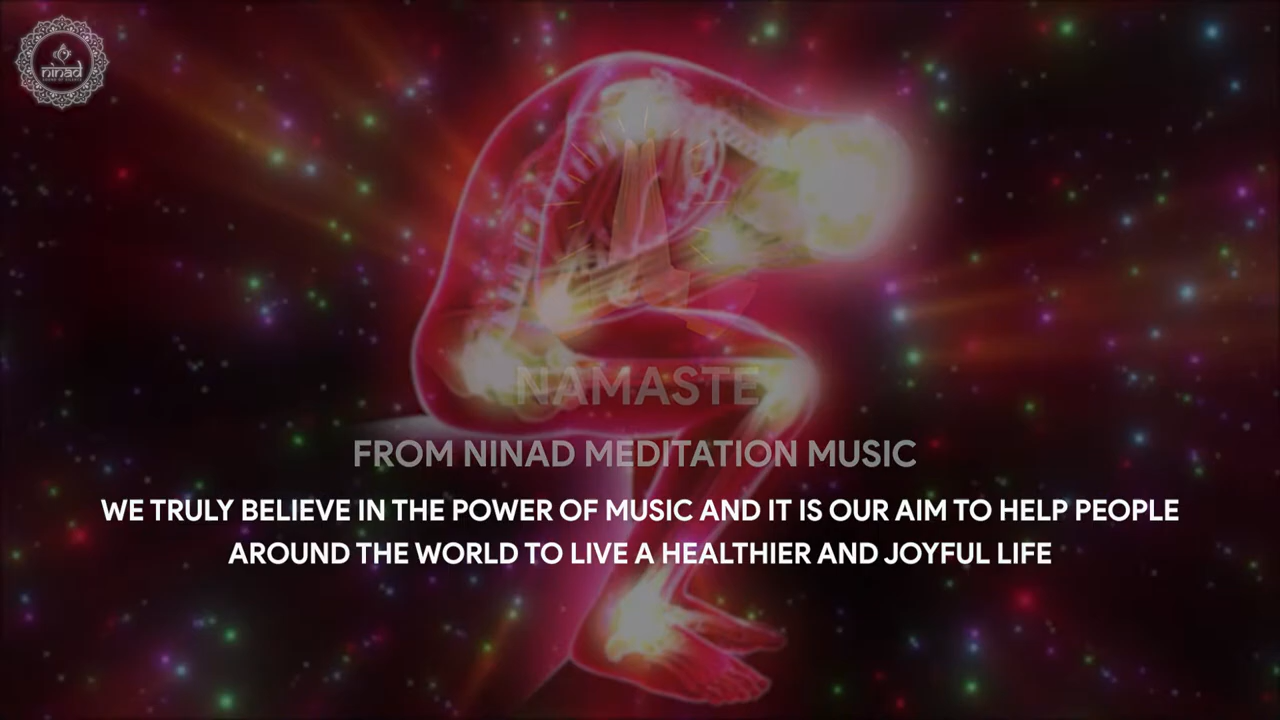 ninad
NAMASTE
FROM NINAD MEDITATION MUSIC
WE TRULY BELIEVE IN THE POWER OF MUSIC AND IT IS OUR AIM TO HELP PEOPLE
AROUND THE WORLD TO LIVE A HEALTHIER AND JOYFUL LIFE